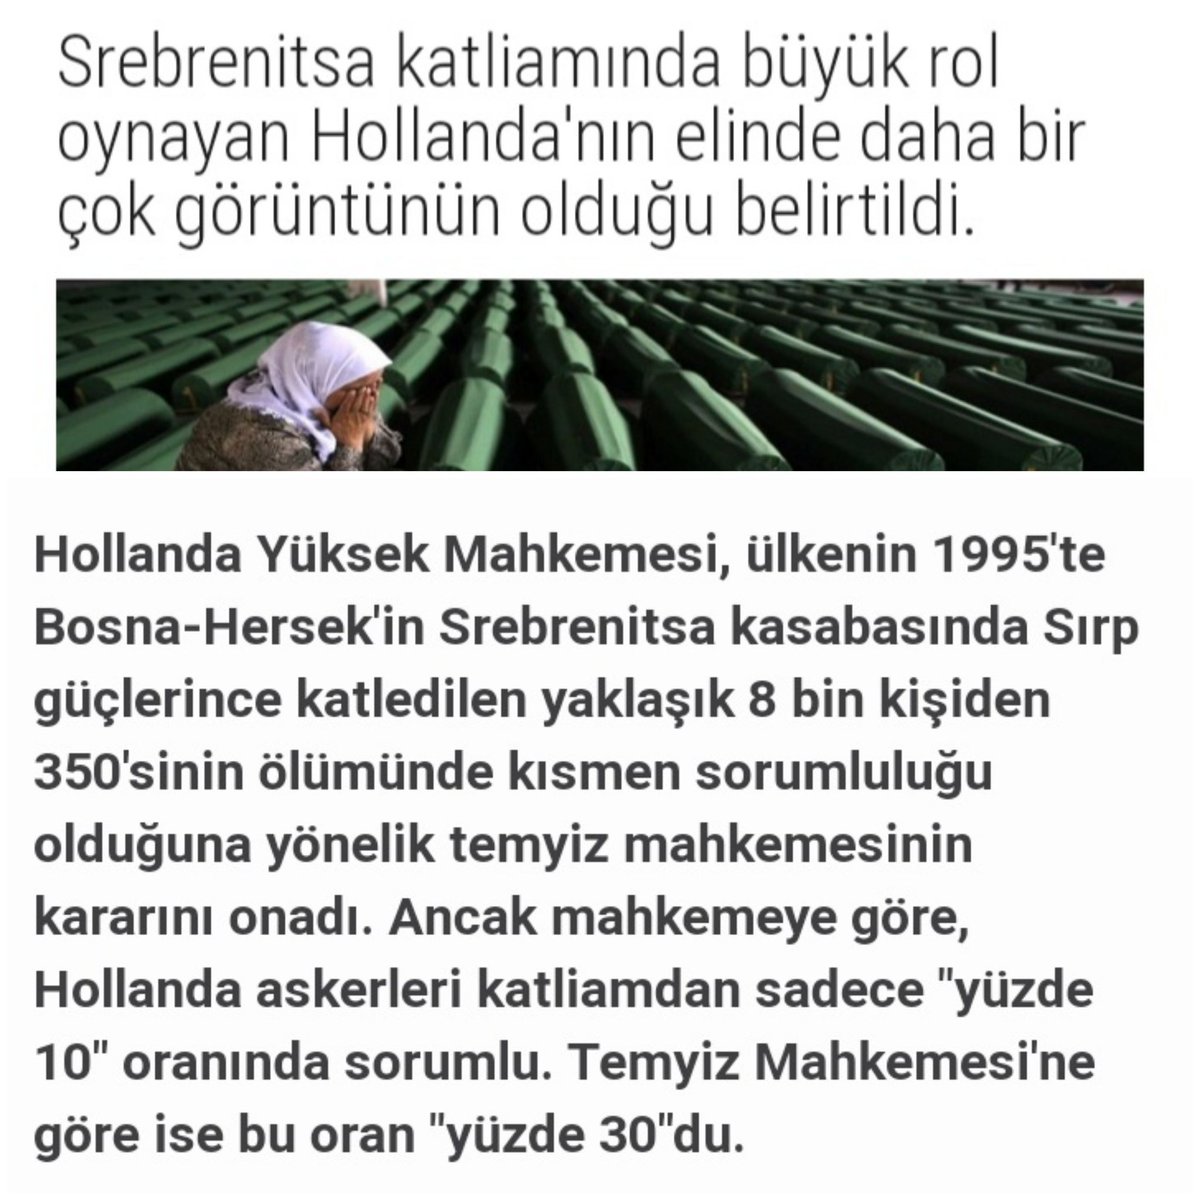 Srebrenitsa katliamında büyük rol
oynayan Hollanda'nın elinde daha bir
çok görüntünün olduğu belirtildi.
Hollanda Yüksek Mahkemesi, ülkenin 1995'te
Bosna-Hersek'in Srebrenitsa kasabasında Sırp
güçlerince katledilen yaklaşık 8 bin kişiden
350'sinin ölümünde kısmen sorumluluğu
olduğuna yönelik temyiz mahkemesinin
kararını onadı. Ancak mahkemeye göre,
Hollanda askerleri katliamdan sadece "yüzde
10" oranında sorumlu. Temyiz Mahkemesi'ne
göre ise bu oran "yüzde 30"du.